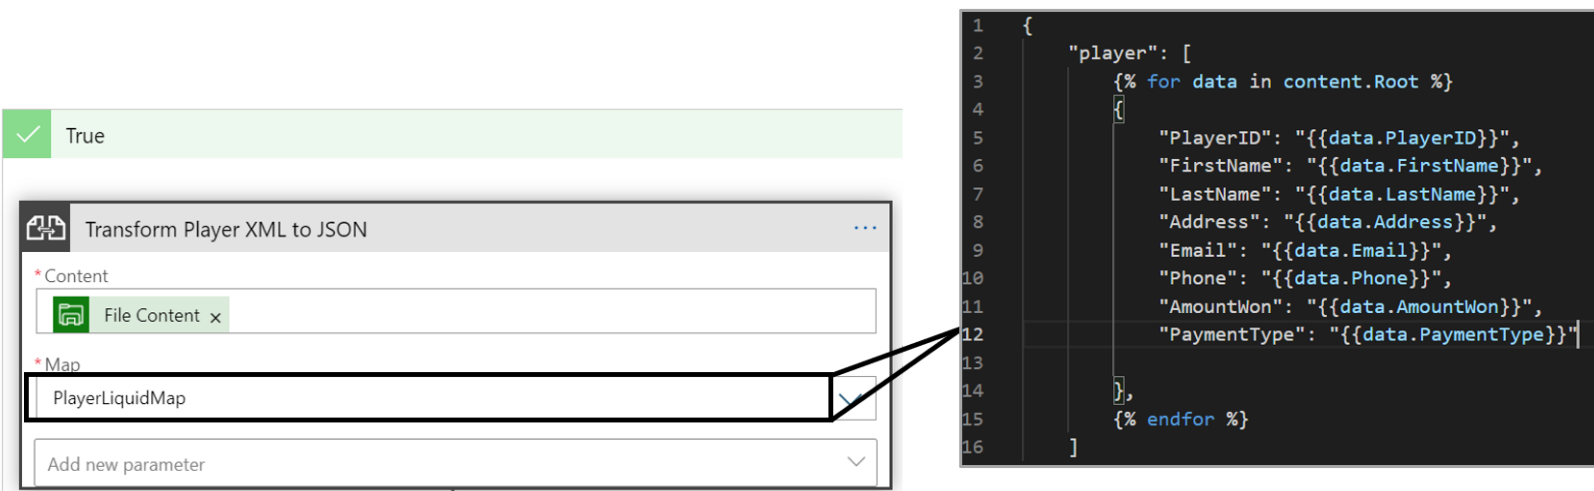 True
Transform Player XML to JSON
...
* Content
File Content ×
* Map
PlayerLiquidMap
Add new parameter
1 {
2 "player": [
3 {% for data in content.Root %}
4 {
5 "PlayerID": "{{data.PlayerID}}",
6 "FirstName": "{{data.FirstName}}",
7 "LastName": "{{data.LastName}}",
8 "Address": "{{data.Address}}",
9 "Email": "{{data.Email}}",
10 "Phone": "{{data.Phone}}",
11 "AmountWon": "{{data.AmountWon}}",
12 "PaymentType": "{{data.PaymentType}}"
13
14 },
15 {% endfor %}
16 ]